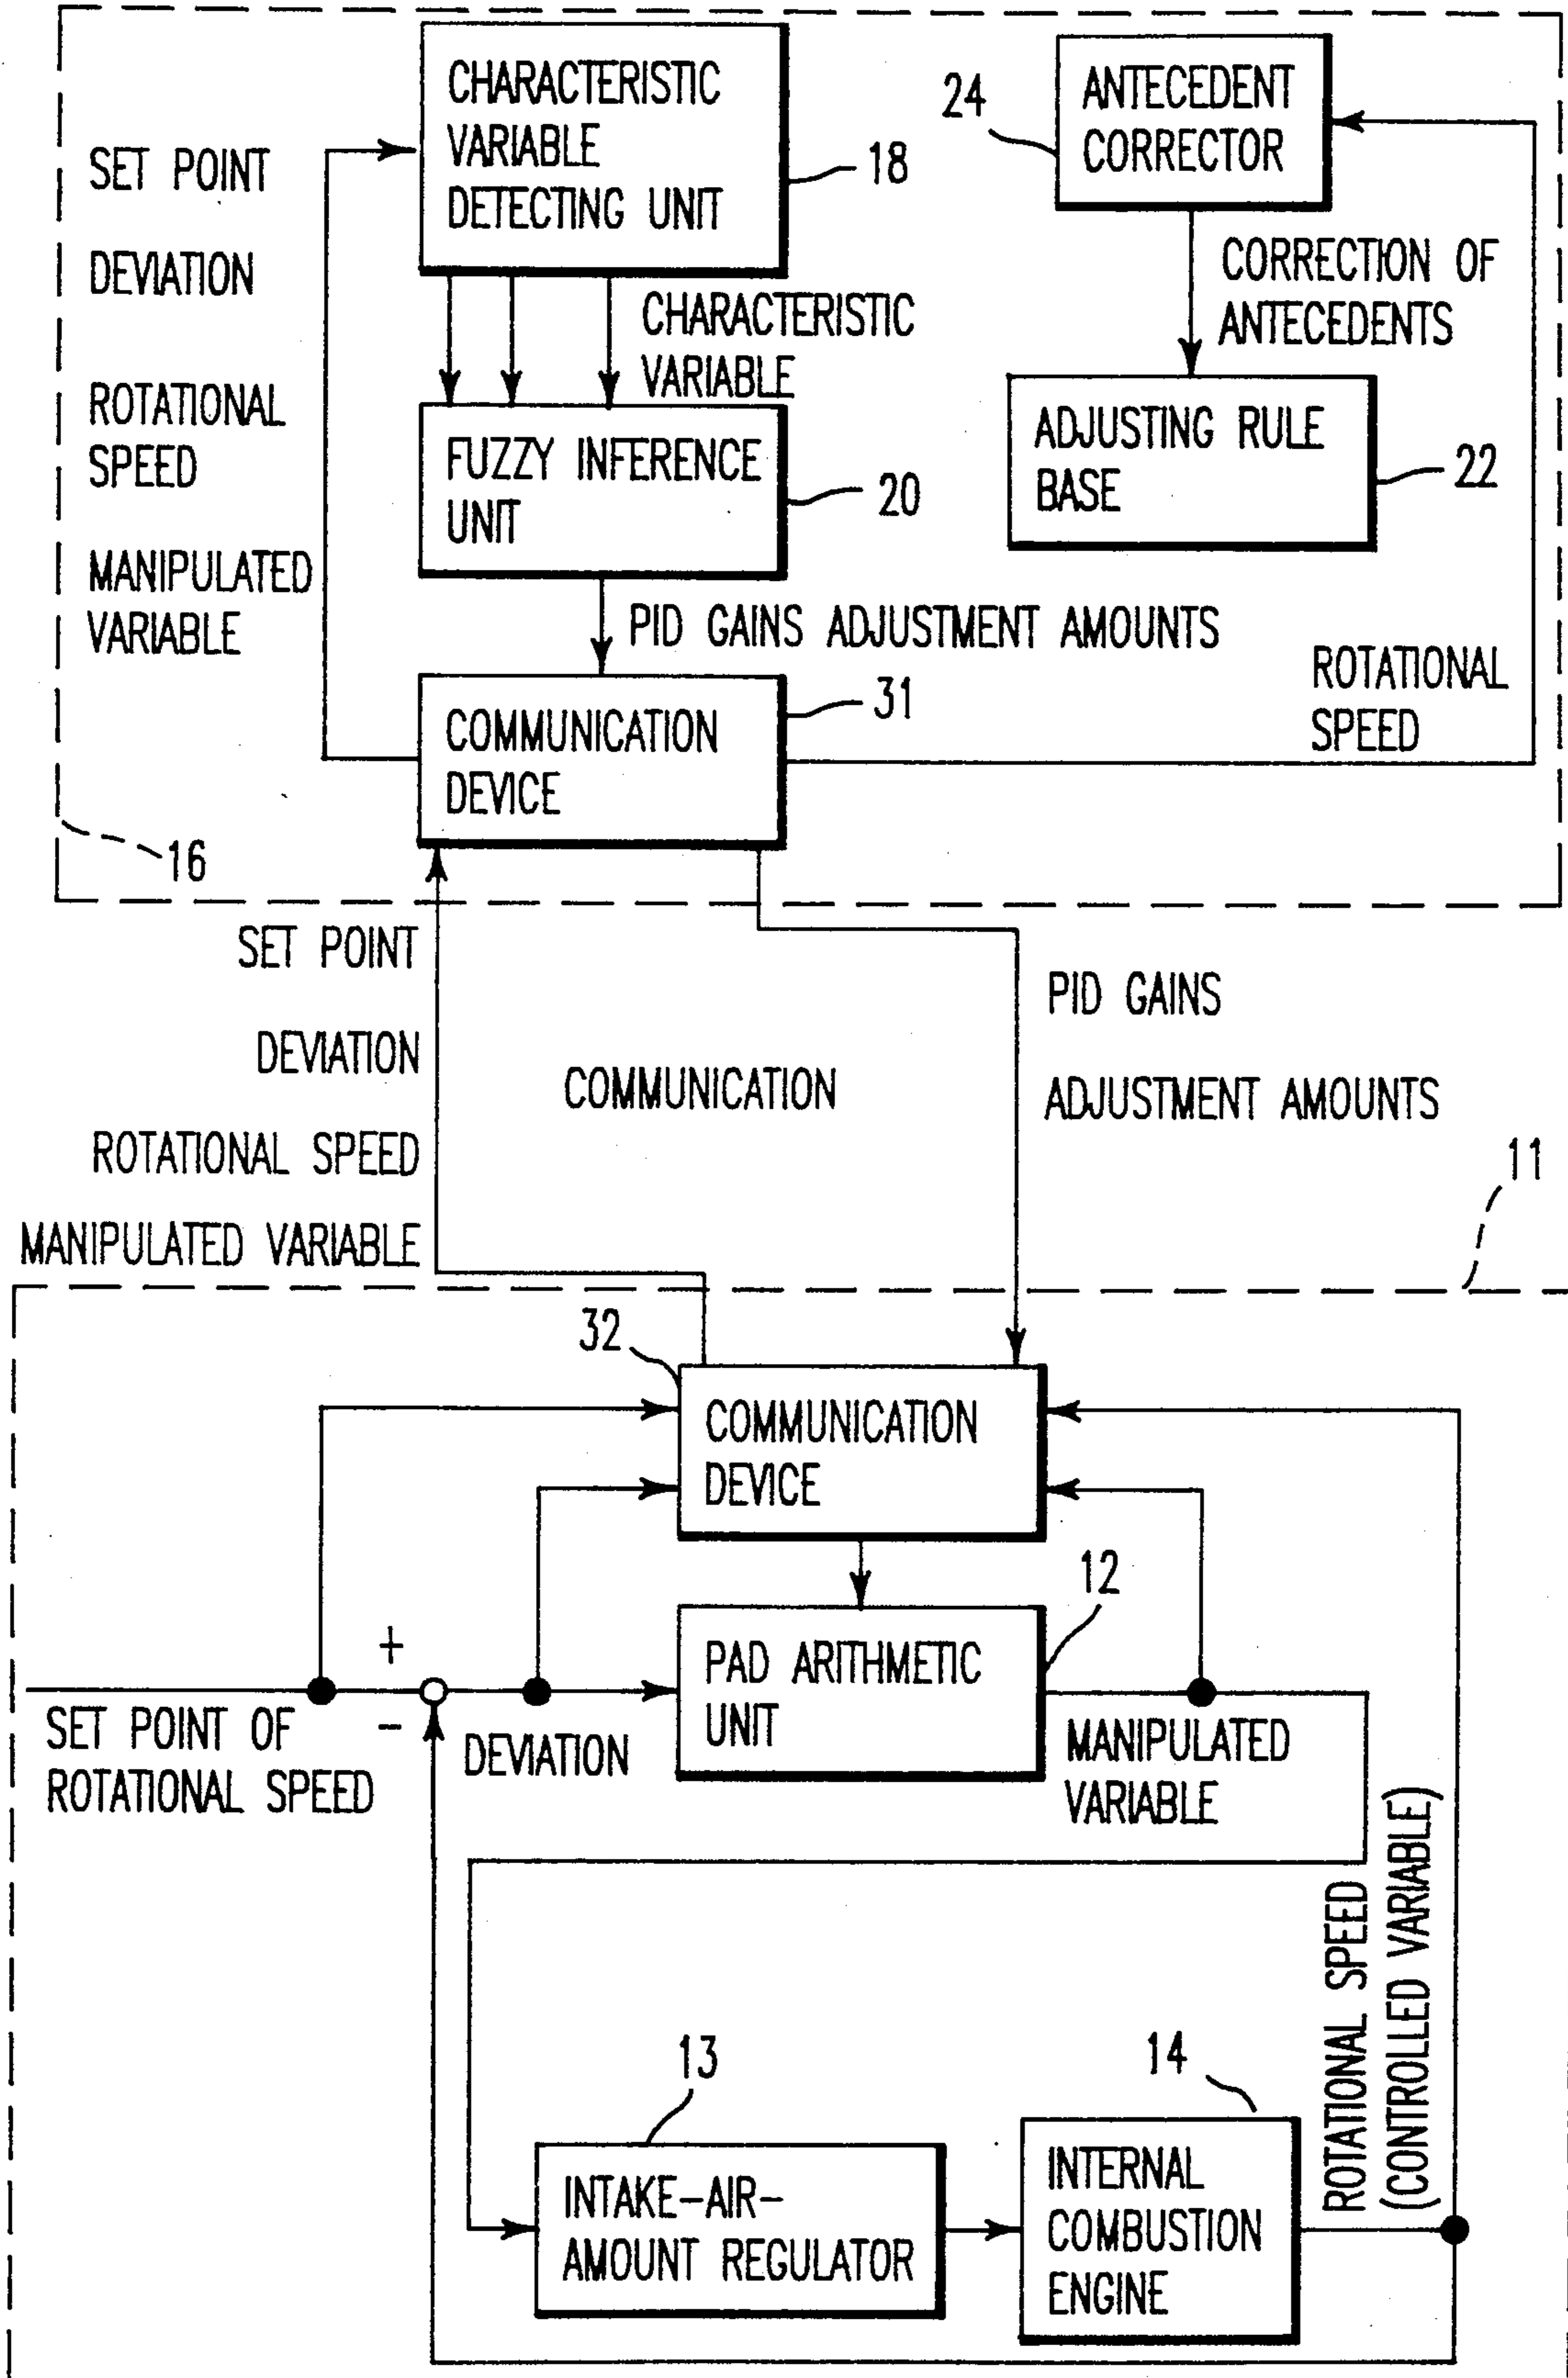 CHARACTERISTIC
VARIABLE
DETECTING UNIT
18
24
ANTECEDENT
CORRECTOR
SET POINT
DEVIATION
ROTATIONAL
SPEED
MANIPULATED
VARIABLE
CHARACTERISTIC
VARIABLE
CORRECTION OF
ANTECEDENTS
FUZZY INFERENCE
UNIT
20
ADJUSTING RULE
BASE
22
PID GAINS ADJUSTMENT AMOUNTS
COMMUNICATION
DEVICE
31
ROTATIONAL
SPEED
16
SET POINT
DEVIATION
ROTATIONAL SPEED
MANIPULATED VARIABLE
COMMUNICATION
PID GAINS
ADJUSTMENT AMOUNTS
11
32
COMMUNICATION
DEVICE
12
PAD ARITHMETIC
UNIT
+
-
SET POINT OF
ROTATIONAL SPEED
DEVIATION
MANIPULATED
VARIABLE
ROTATIONAL SPEED
(CONTROLLED VARIABLE)
13
INTAKE-AIR-
AMOUNT REGULATOR
14
INTERNAL
COMBUSTION
ENGINE